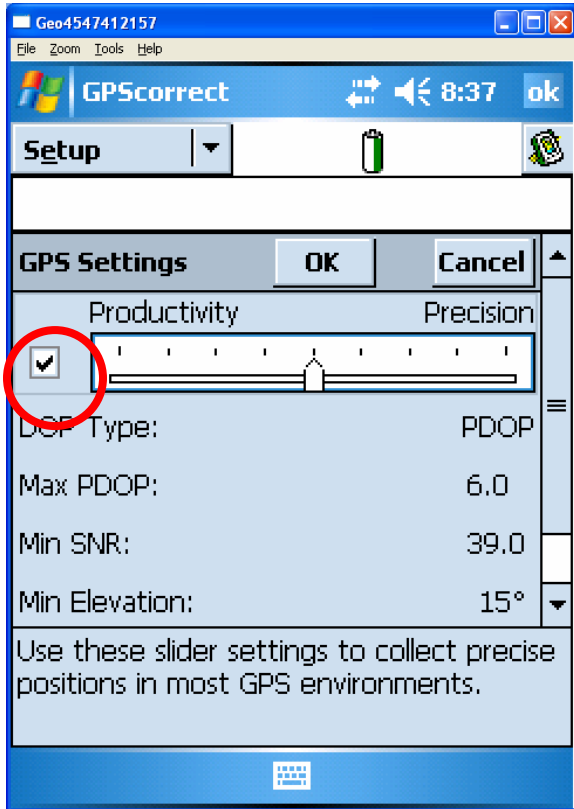 Geo4547412157
File Zoom Tools Help
GPScorrect 8:37 ok
Setup
GPS Settings OK Cancel
Productivity Precision
DOP Type: PDOP
Max PDOP: 6.0
Min SNR: 39.0
Min Elevation: 15°
Use these slider settings to collect precise
positions in most GPS environments.